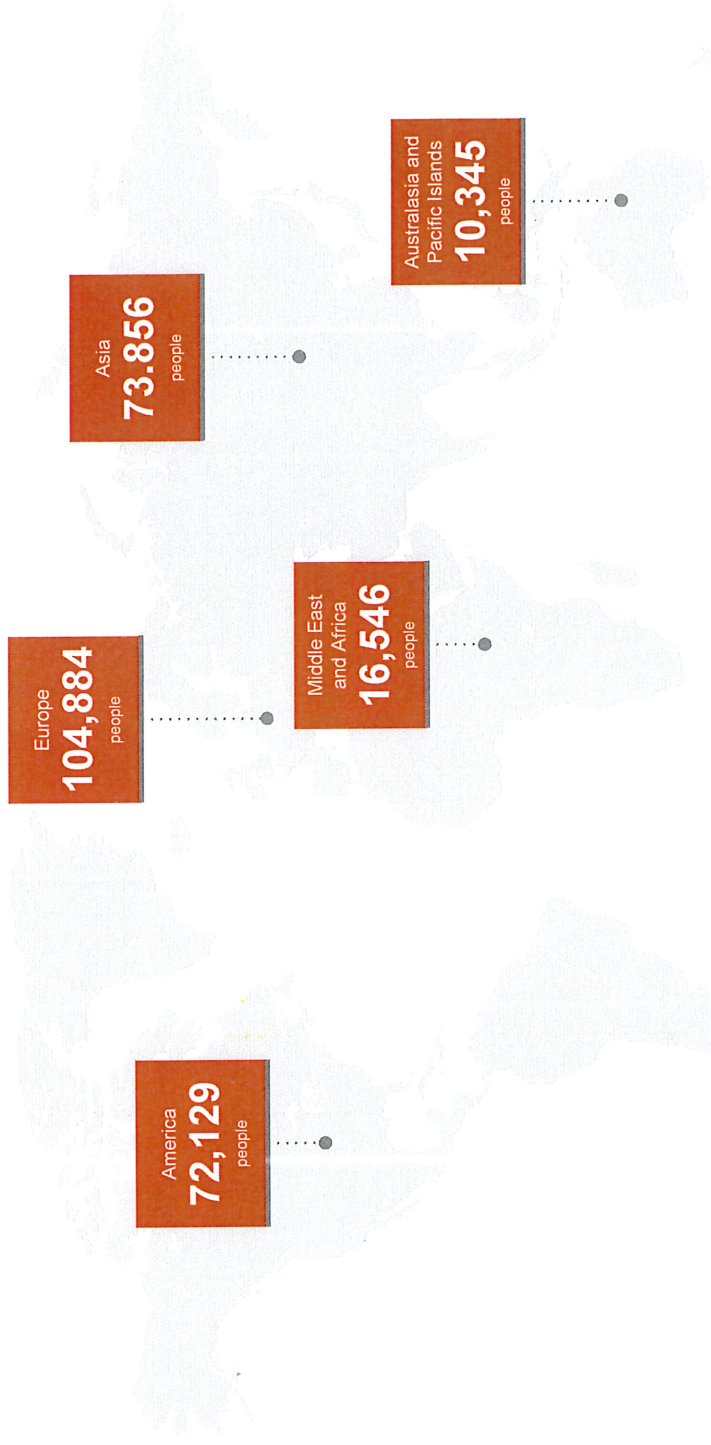 America
72,129
people
Europe
104,884
people
Middle East
and Africa
16,546
people
Asia
73.856
people
Australasia and
Pacific Islands
10,345
people